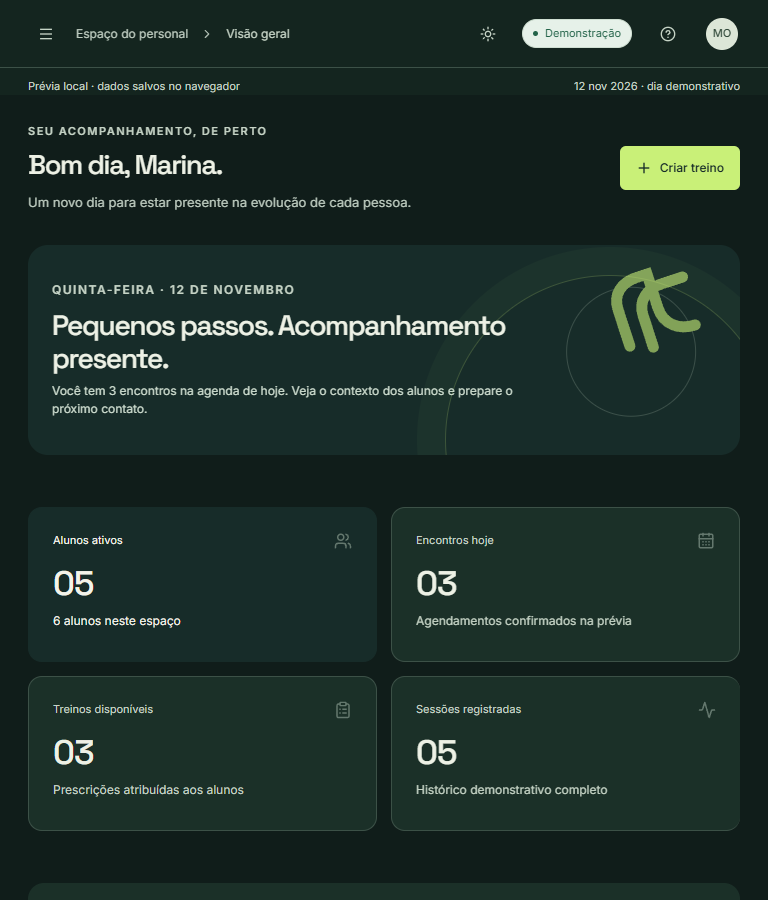 Espaço do personal > Visão geral
Demonstração
MO
Prévia local · dados salvos no navegador
12 nov 2026 · dia demonstrativo
SEU ACOMPANHAMENTO, DE PERTO
Bom dia, Marina.
Um novo dia para estar presente na evolução de cada pessoa.
Criar treino
QUINTA-FEIRA · 12 DE NOVEMBRO
Pequenos passos. Acompanhamento
presente.
Você tem 3 encontros na agenda de hoje. Veja o contexto dos alunos e prepare o
próximo contato.
Alunos ativos
05
6 alunos neste espaço
Encontros hoje
03
Agendamentos confirmados na prévia
Treinos disponíveis
03
Prescrições atribuídas aos alunos
Sessões registradas
05
Histórico demonstrativo completo